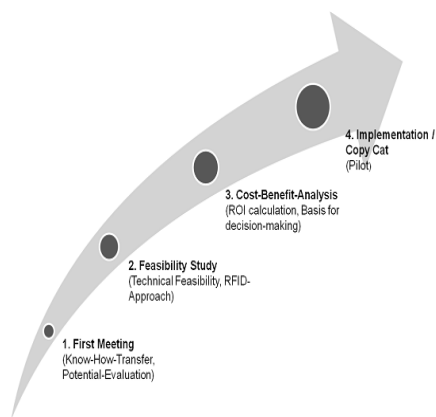 4. Implementation /
Copy Cat
(Pilot)
3. Cost-Benefit-Analysis
(ROI calculation, Basis for
decision-making)
2. Feasibility Study
(Technical Feasibility, RFID-
Approach)
1. First Meeting
(Know-How-Transfer,
Potential-Evaluation)